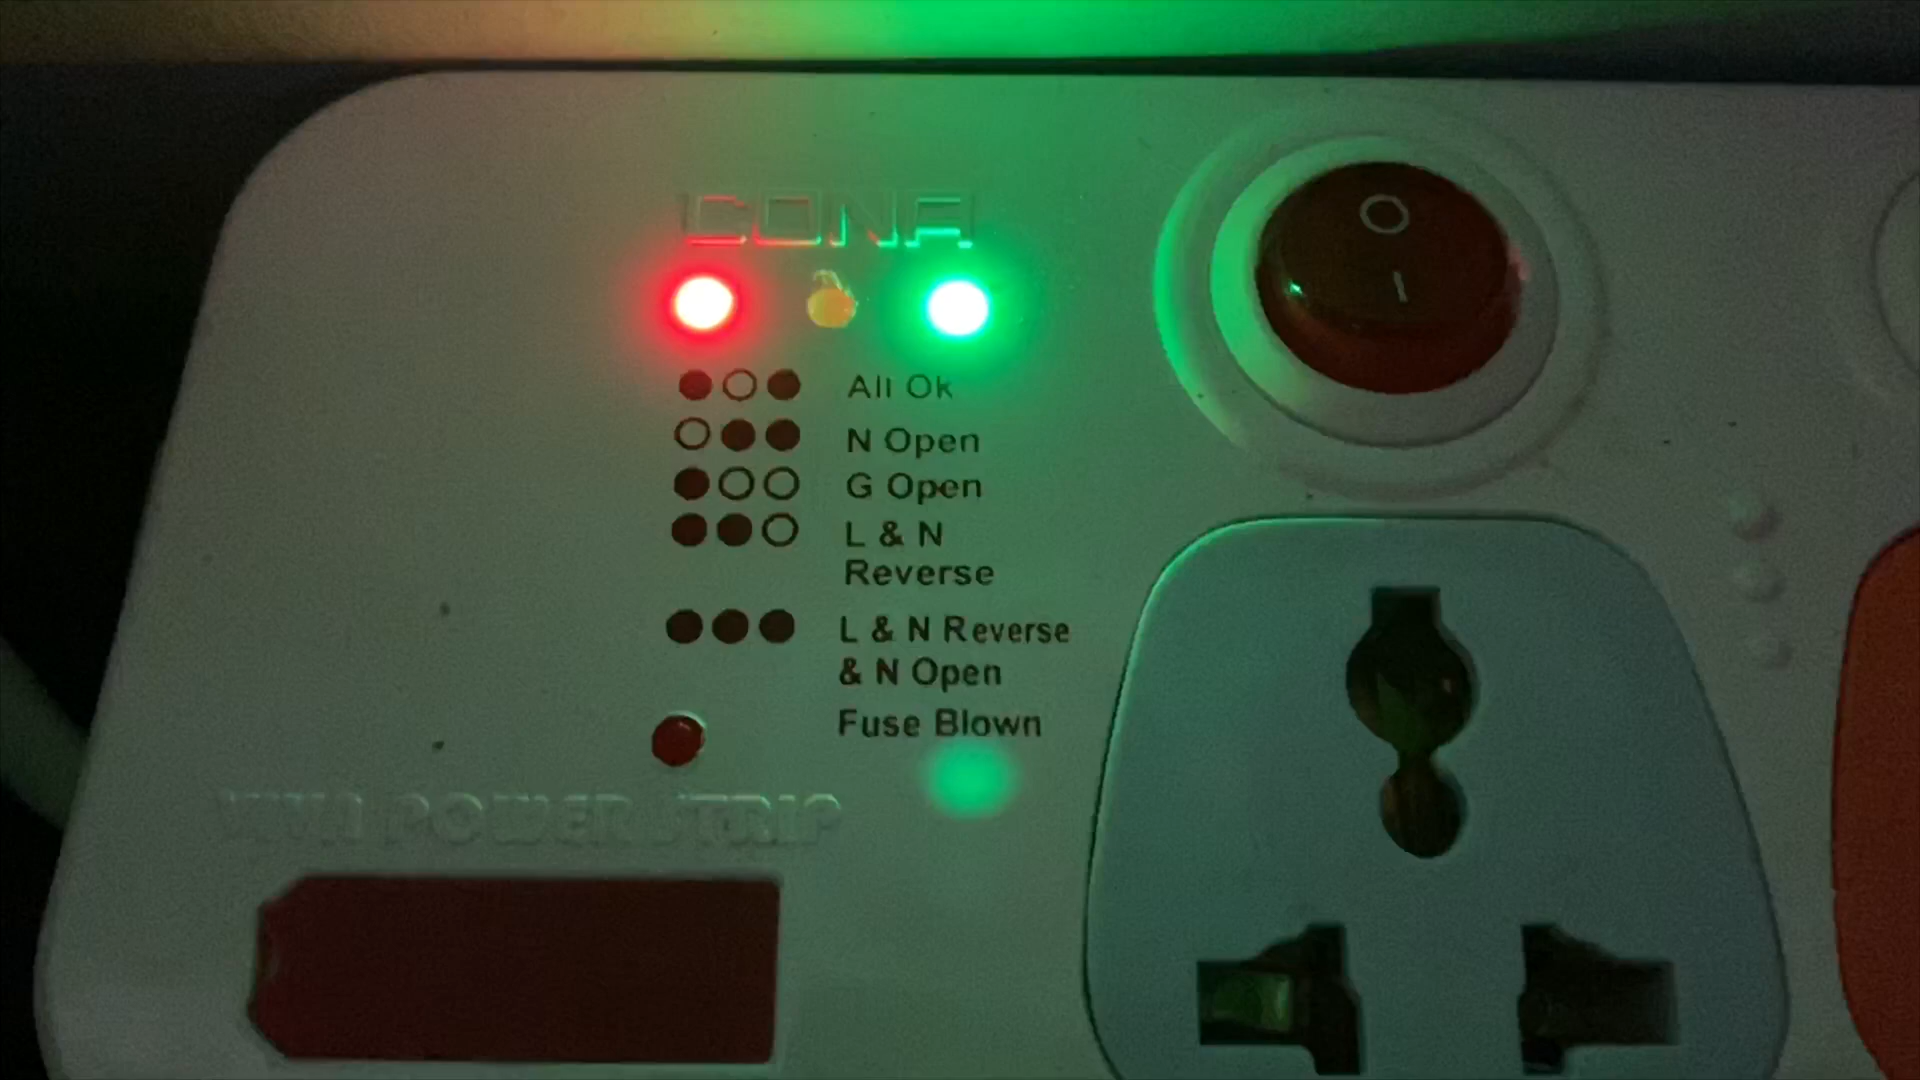 CONA
All Ok
N Open
G Open
L & N
Reverse
L & N Reverse
& N Open
Fuse Blown
POWER STRIP